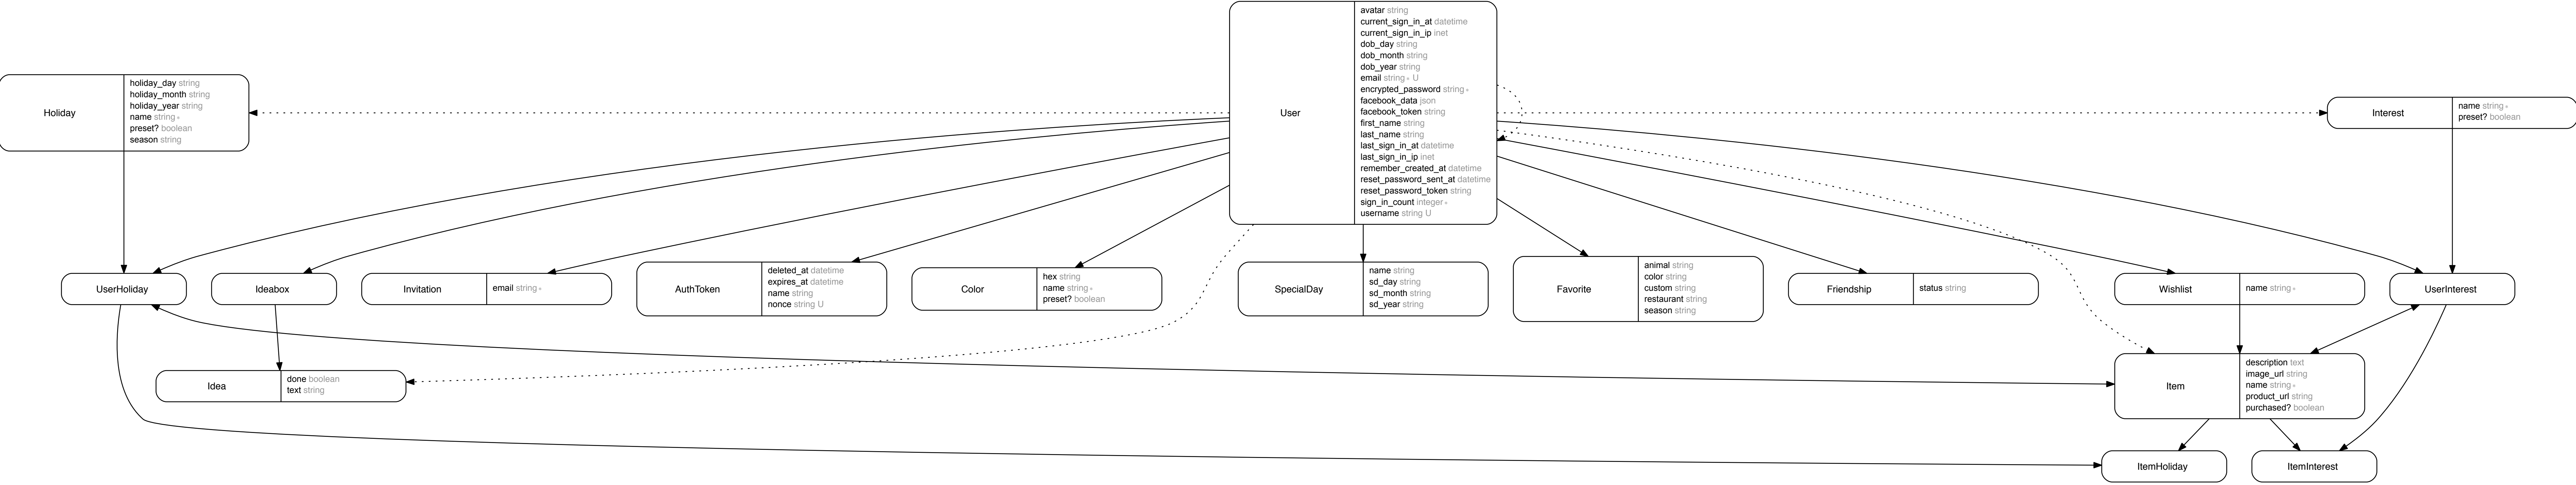 User
avatar string
current_sign_in_at datetime
current_sign_in_ip inet
dob_day string
dob_month string
dob_year string
email string ∗ U
encrypted_password string ∗
facebook_data json
facebook_token string
first_name string
last_name string
last_sign_in_at datetime
last_sign_in_ip inet
remember_created_at datetime
reset_password_sent_at datetime
reset_password_token string
sign_in_count integer ∗
username string U
Holiday
holiday_day string
holiday_month string
holiday_year string
name string ∗
preset? boolean
season string
Interest
name string ∗
preset? boolean
UserHoliday
Ideabox
Invitation
email string ∗
AuthToken
deleted_at datetime
expires_at datetime
name string
nonce string U
Color
hex string
name string ∗
preset? boolean
SpecialDay
name string
sd_day string
sd_month string
sd_year string
Favorite
animal string
color string
custom string
restaurant string
season string
Friendship
status string
Wishlist
name string ∗
UserInterest
Idea
done boolean
text string
Item
description text
image_url string
name string ∗
product_url string
purchased? boolean
ItemHoliday
ItemInterest